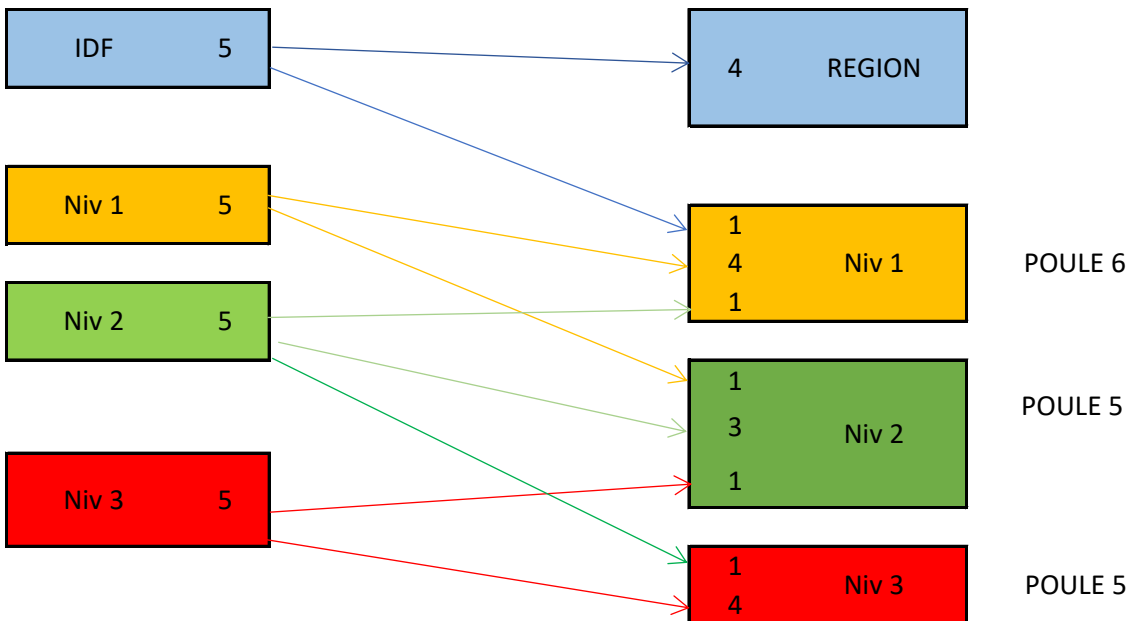 IDF 5
4 REGION
Niv 1 5
1
4 Niv 1 POULE 6
1
Niv 2 5
1
3 Niv 2 POULE 5
1
Niv 3 5
1
Niv 3 POULE 5
4